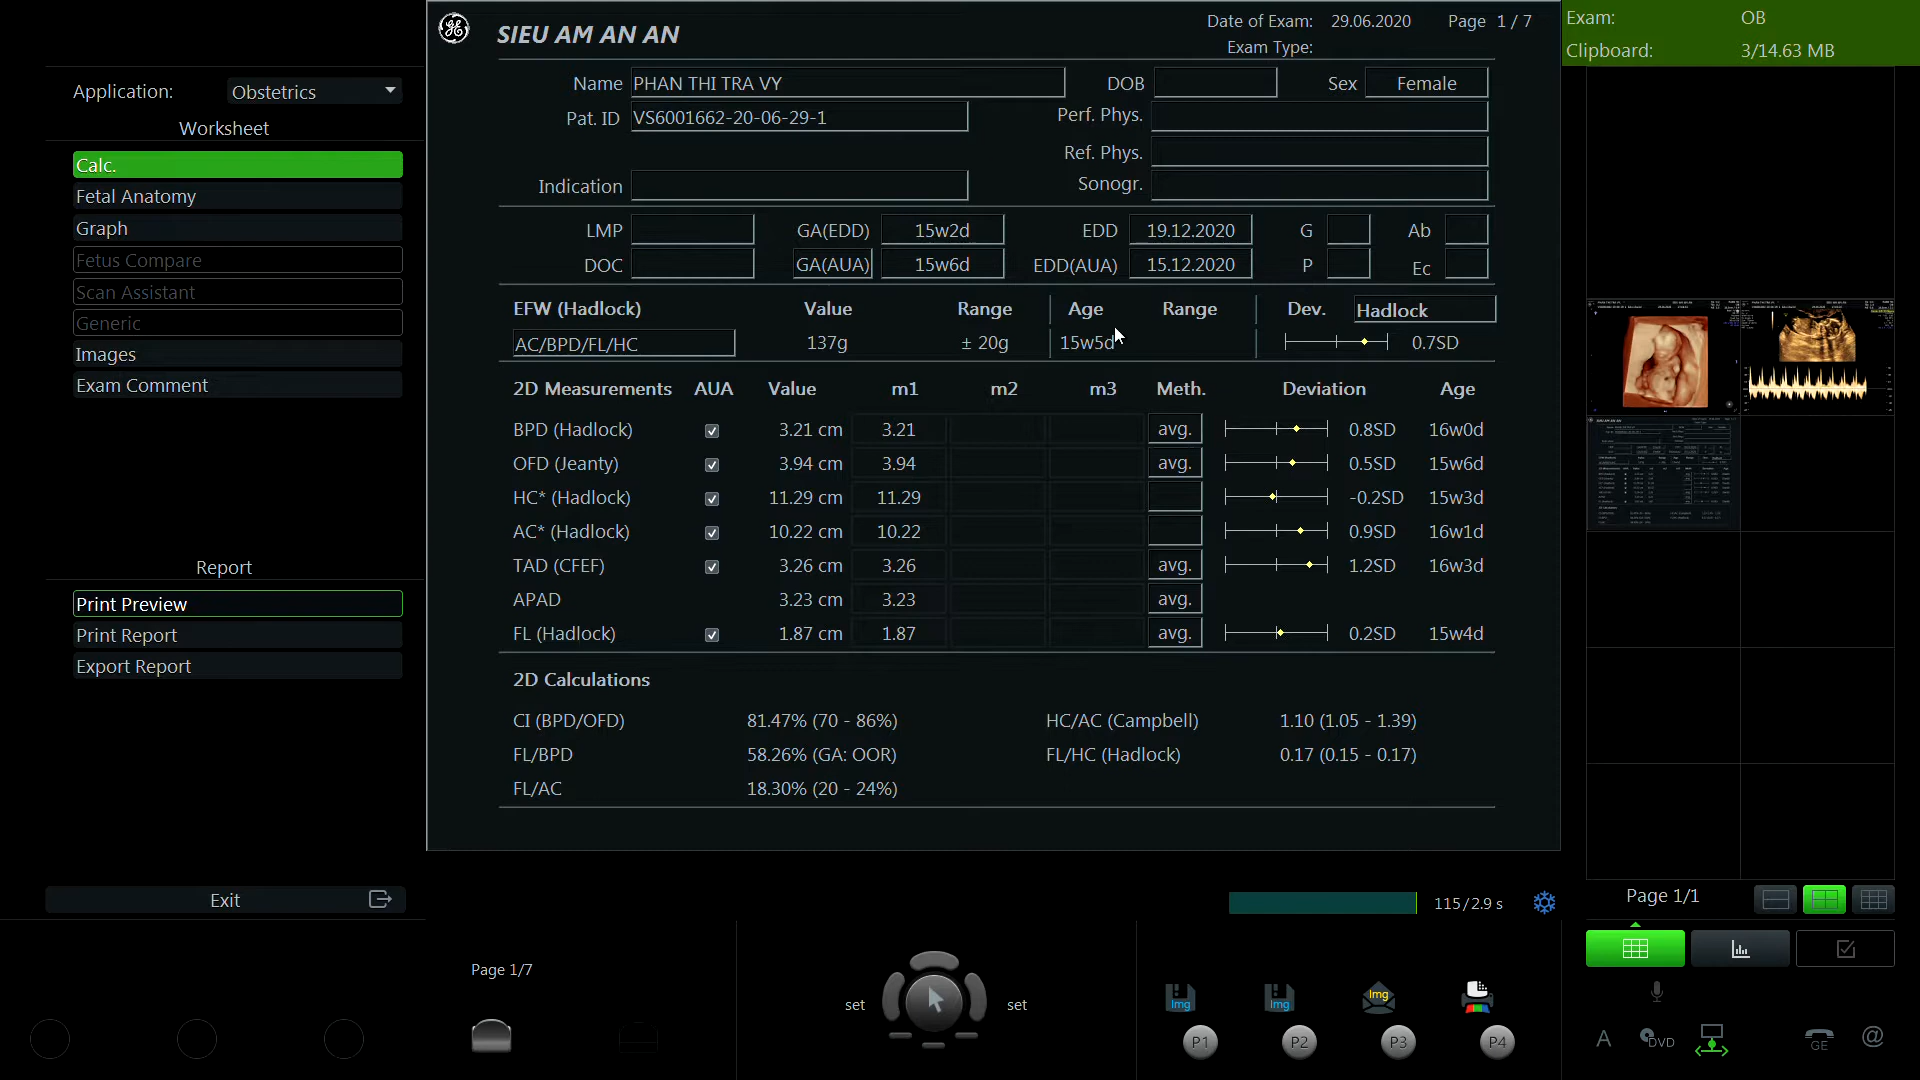 SIEU AM AN AN
Date of Exam: 29.06.2020 Page 1 / 7
Exam Type:
Exam: OB
Clipboard: 3/14.63 MB
Application: Obstetrics
Worksheet
Calc.
Fetal Anatomy
Graph
Fetus Compare
Scan Assistant
Generic
Images
Exam Comment
Report
Print Preview
Print Report
Export Report
Exit
Name PHAN THI TRA VY DOB Sex Female
Pat. ID VS6001662-20-06-29-1 Perf. Phys.
Ref. Phys.
Indication Sonogr.
LMP GA(EDD) 15w2d EDD 19.12.2020 G Ab
DOC GA(AUA) 15w6d EDD(AUA) 15.12.2020 P Ec
EFW (Hadlock) Value Range Age Range Dev. Hadlock
AC/BPD/FL/HC 137g ± 20g 15w5d 0.7SD
2D Measurements AUA Value m1 m2 m3 Meth. Deviation Age
BPD (Hadlock) 3.21 cm 3.21 avg. 0.8SD 16w0d
OFD (Jeanty) 3.94 cm 3.94 avg. 0.5SD 15w6d
HC* (Hadlock) 11.29 cm 11.29 -0.2SD 15w3d
AC* (Hadlock) 10.22 cm 10.22 0.9SD 16w1d
TAD (CFEF) 3.26 cm 3.26 avg. 1.2SD 16w3d
APAD 3.23 cm 3.23 avg.
FL (Hadlock) 1.87 cm 1.87 avg. 0.2SD 15w4d
2D Calculations
CI (BPD/OFD) 81.47% (70 - 86%) HC/AC (Campbell) 1.10 (1.05 - 1.39)
FL/BPD 58.26% (GA: OOR) FL/HC (Hadlock) 0.17 (0.15 - 0.17)
FL/AC 18.30% (20 - 24%)
115/2.9 s
Page 1/1
Page 1/7
set set
Img Img Img
P1 P2 P3 P4
A DVD GE @